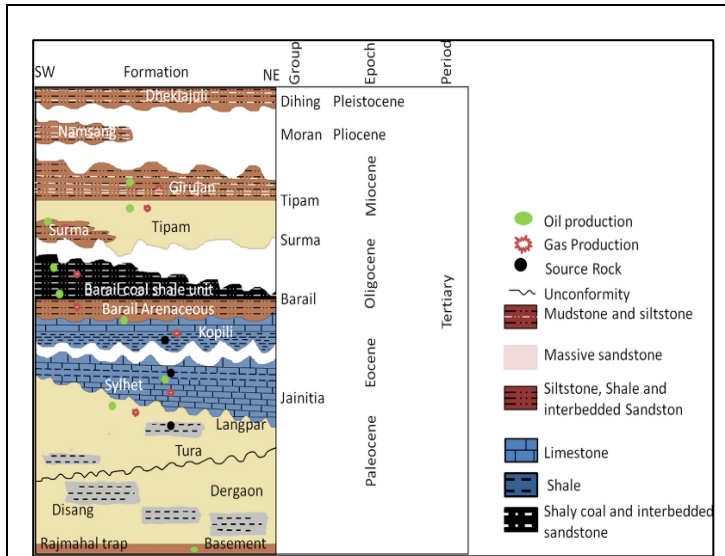 SW Formation NE Group Epoch Period
Dhekiajuli Dihing Pleistocene
Namsang Moran Pliocene
Girujan
Tipam Miocene
Surma Tipam
Surma
Barail coal shale unit
Barail Arenaceous Barail Oligocene Tertiary
Kopili
Sylhet Jainitia Eocene
Langpar
Tura Paleocene
Dergaon
Disang
Rajmahal trap Basement
Oil production
Gas Production
Source Rock
Unconformity
Mudstone and siltstone
Massive sandstone
Siltstone, Shale and
interbedded Sandston
Limestone
Shale
Shaly coal and interbedded
sandstone